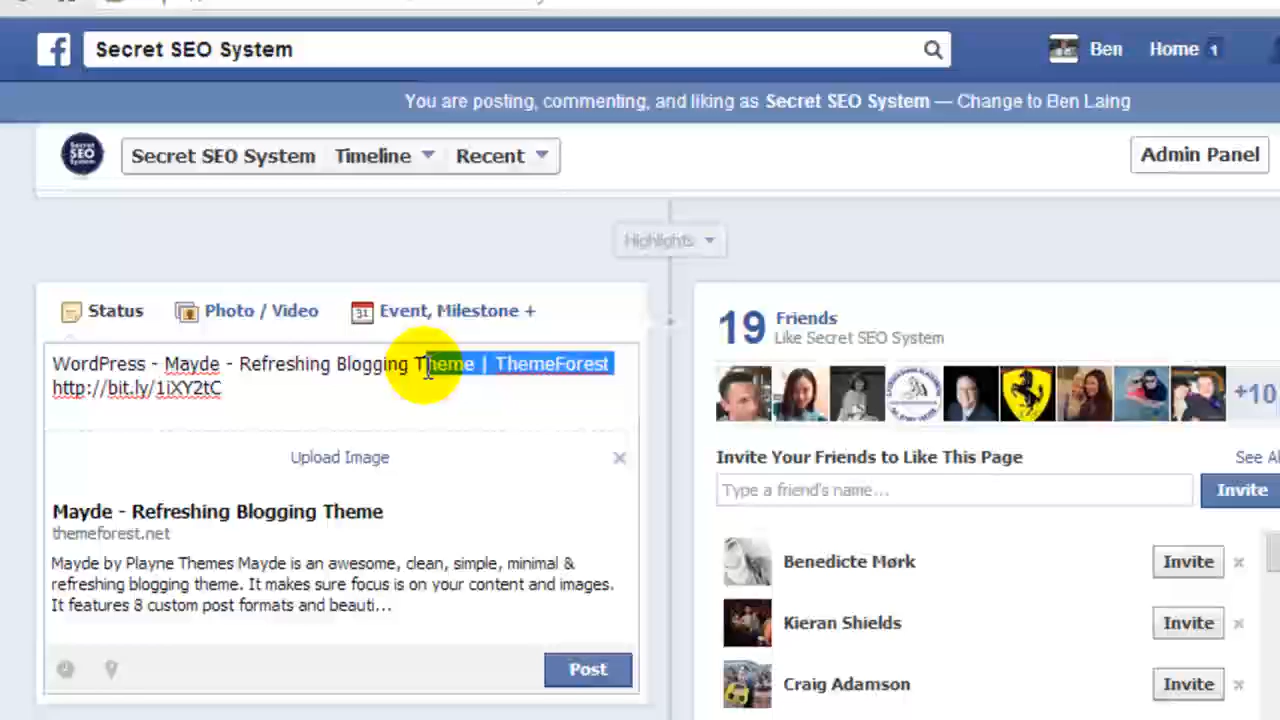 Secret SEO System
Ben
Home 1
You are posting, commenting, and liking as Secret SEO System — Change to Ben Laing
Secret SEO System
Secret SEO System Timeline Recent
Admin Panel
Highlights
Status
Photo / Video
31 Event, Milestone +
WordPress - Mayde - Refreshing Blogging Theme | ThemeForest
http://bit.ly/1iXY2tC
Upload Image
Mayde - Refreshing Blogging Theme
themeforest.net
Mayde by Playne Themes Mayde is an awesome, clean, simple, minimal &
refreshing blogging theme. It makes sure focus is on your content and images.
It features 8 custom post formats and beauti...
Post
19 Friends
Like Secret SEO System
+10
Invite Your Friends to Like This Page
See Al
Type a friend's name...
Invite
Benedicte Mørk
Invite
Kieran Shields
Invite
Craig Adamson
Invite